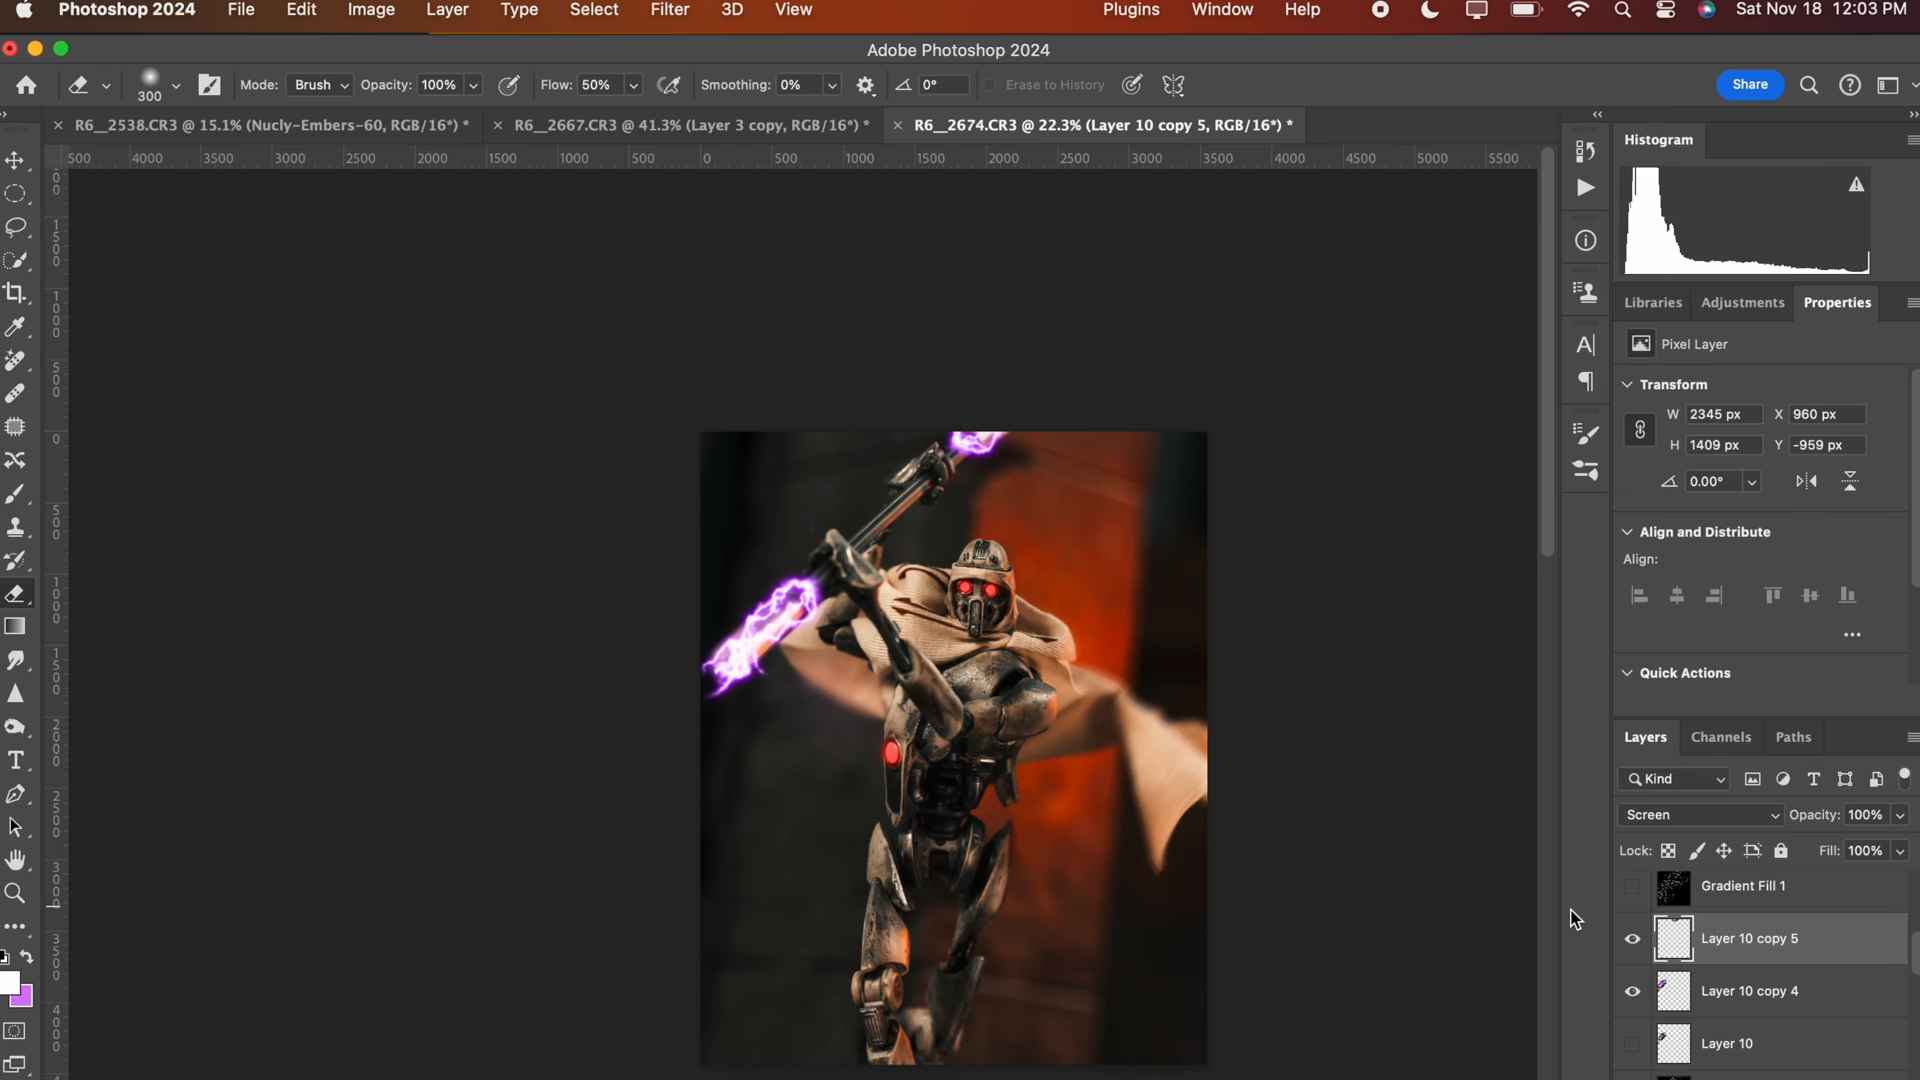 Photoshop 2024 File Edit Image Layer Type Select Filter 3D View Plugins Window Help Sat Nov 18 12:03 PM
Adobe Photoshop 2024
300 Mode: Brush Opacity: 100% Flow: 50% Smoothing: 0% 0° Erase to History Share
R6__2538.CR3 @ 15.1% (Nucly-Embers-60, RGB/16*) * R6__2667.CR3 @ 41.3% (Layer 3 copy, RGB/16*) * R6__2674.CR3 @ 22.3% (Layer 10 copy 5, RGB/16*) *
500 4000 3500 3000 2500 2000 1500 1000 500 0 500 1000 1500 2000 2500 3000 3500 4000 4500 5000 5500
Histogram
Libraries Adjustments Properties
Pixel Layer
Transform
W 2345 px X 960 px
H 1409 px Y -959 px
0.00°
Align and Distribute
Align:
Quick Actions
Layers Channels Paths
Kind
Screen Opacity: 100%
Lock: Fill: 100%
Gradient Fill 1
Layer 10 copy 5
Layer 10 copy 4
Layer 10